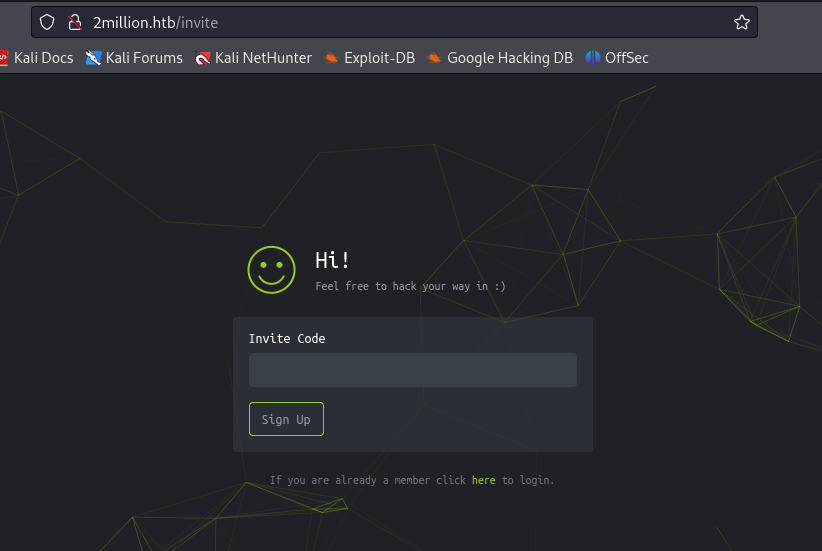 2million.htb/invite
Kali Docs Kali Forums Kali NetHunter Exploit-DB Google Hacking DB OffSec
Hi!
Feel free to hack your way in :)
Invite Code
Sign Up
If you are already a member click here to login.